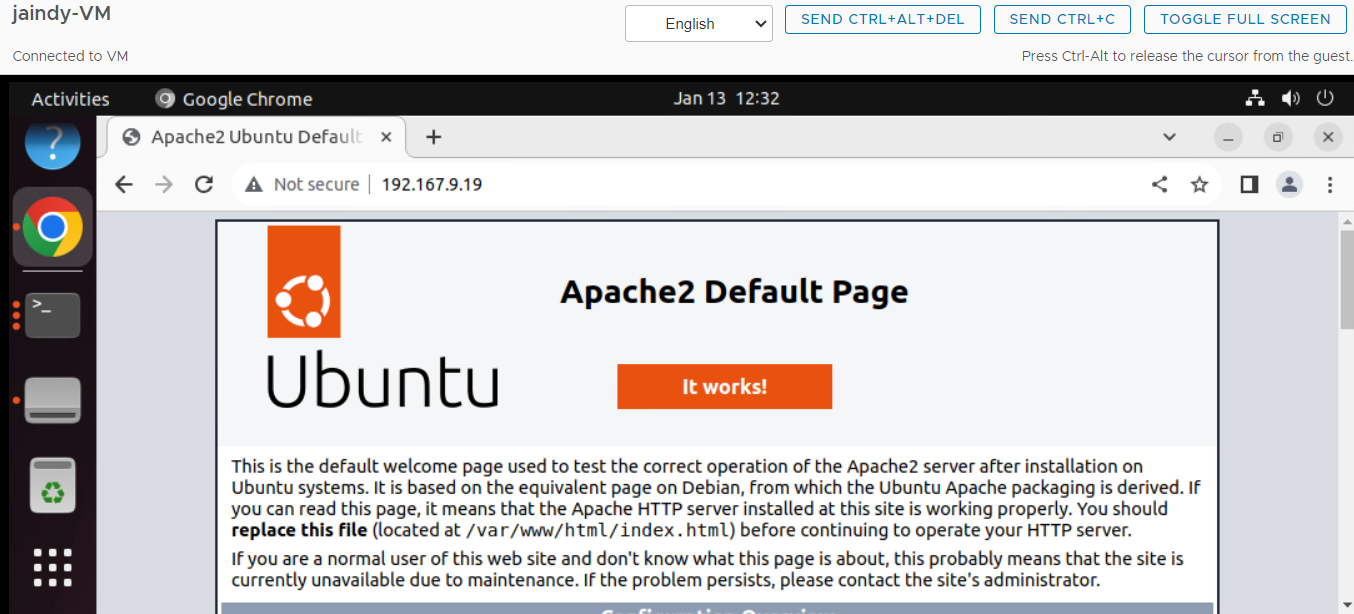 jaindy-VM
English
SEND CTRL+ALT+DEL
SEND CTRL+C
TOGGLE FULL SCREEN
Connected to VM
Press Ctrl-Alt to release the cursor from the guest.
Activities
Google Chrome
Jan 13 12:32
?
Apache2 Ubuntu Default
Not secure
192.167.9.19
>_
Ubuntu
Apache2 Default Page
It works!
This is the default welcome page used to test the correct operation of the Apache2 server after installation on
Ubuntu systems. It is based on the equivalent page on Debian, from which the Ubuntu Apache packaging is derived. If
you can read this page, it means that the Apache HTTP server installed at this site is working properly. You should
replace this file (located at /var/www/html/index.html) before continuing to operate your HTTP server.
If you are a normal user of this web site and don't know what this page is about, this probably means that the site is
currently unavailable due to maintenance. If the problem persists, please contact the site's administrator.
Configuration Overview